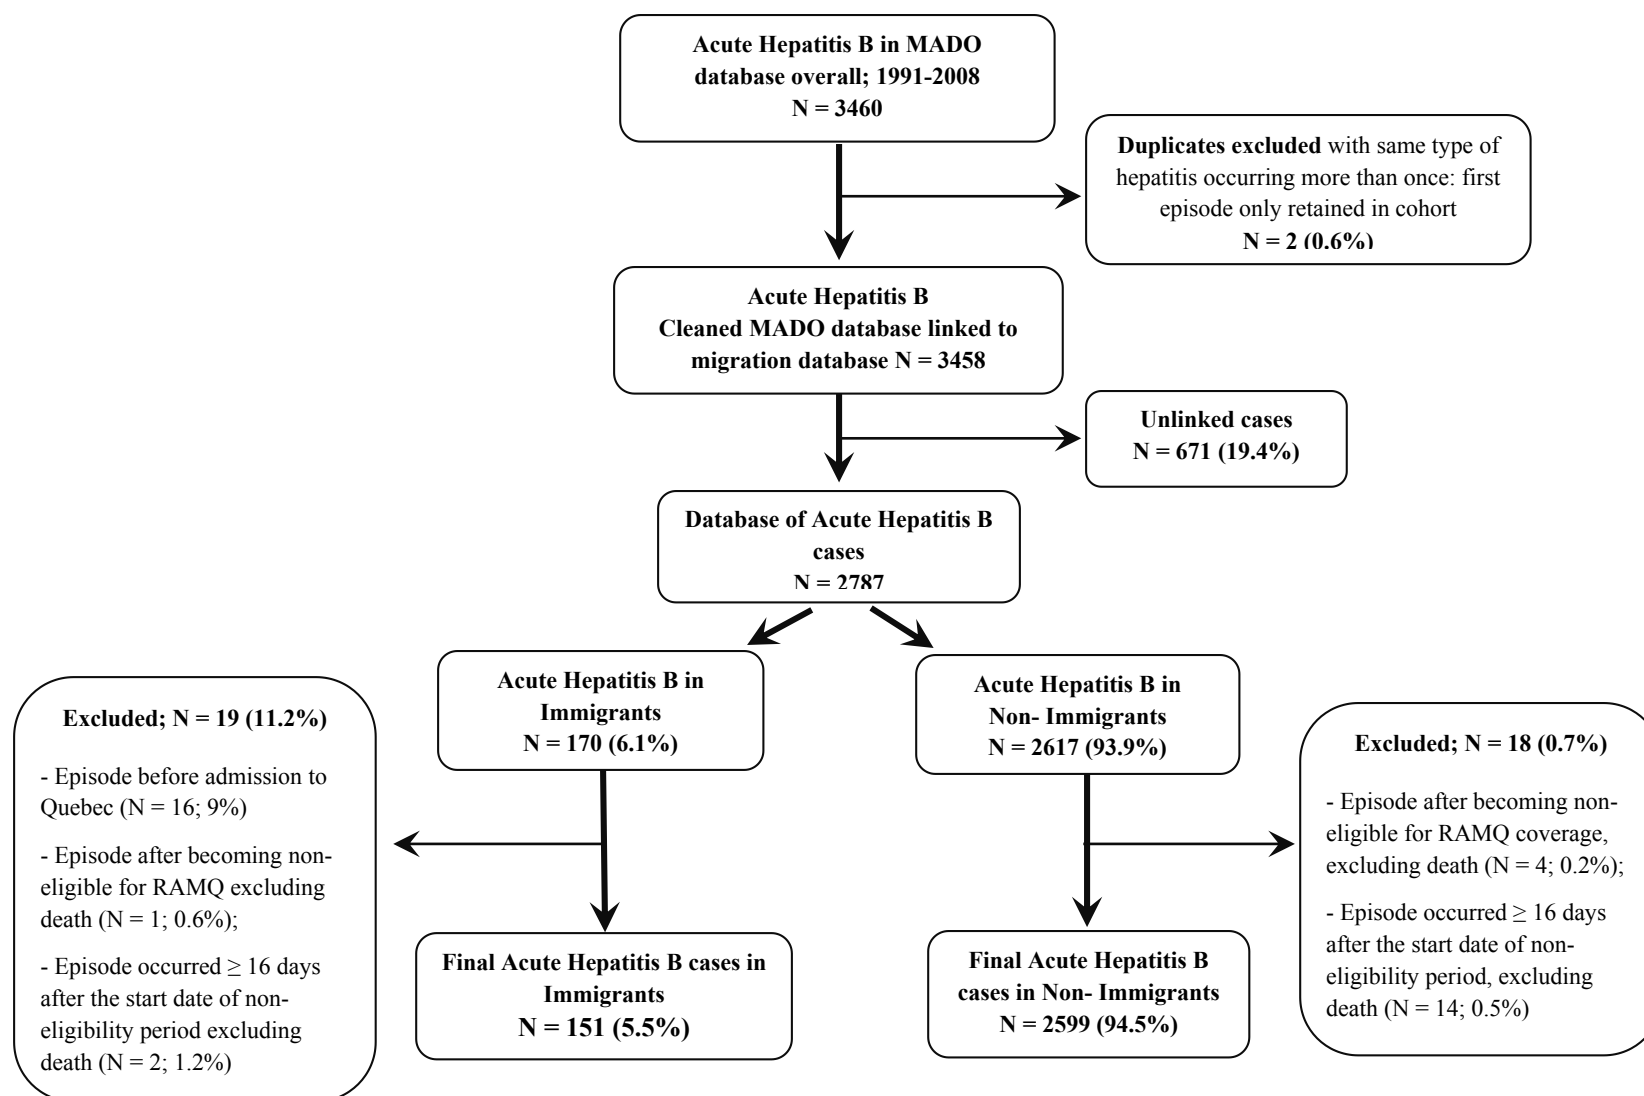 Acute Hepatitis B in MADO
database overall; 1991-2008
N = 3460
Duplicates excluded with same type of
hepatitis occurring more than once: first
episode only retained in cohort
N = 2 (0.6%)
Acute Hepatitis B
Cleaned MADO database linked to
migration database N = 3458
Unlinked cases
N = 671 (19.4%)
Database of Acute Hepatitis B
cases
N = 2787
Acute Hepatitis B in
Immigrants
N = 170 (6.1%)
Acute Hepatitis B in
Non- Immigrants
N = 2617 (93.9%)
Excluded; N = 19 (11.2%)
- Episode before admission to
Quebec (N = 16; 9%)
- Episode after becoming non-
eligible for RAMQ excluding
death (N = 1; 0.6%);
- Episode occurred ≥ 16 days
after the start date of non-
eligibility period excluding
death (N = 2; 1.2%)
Excluded; N = 18 (0.7%)
- Episode after becoming non-
eligible for RAMQ coverage,
excluding death (N = 4; 0.2%);
- Episode occurred ≥ 16 days
after the start date of non-
eligibility period, excluding
death (N = 14; 0.5%)
Final Acute Hepatitis B cases in
Immigrants
N = 151 (5.5%)
Final Acute Hepatitis B
cases in Non- Immigrants
N = 2599 (94.5%)